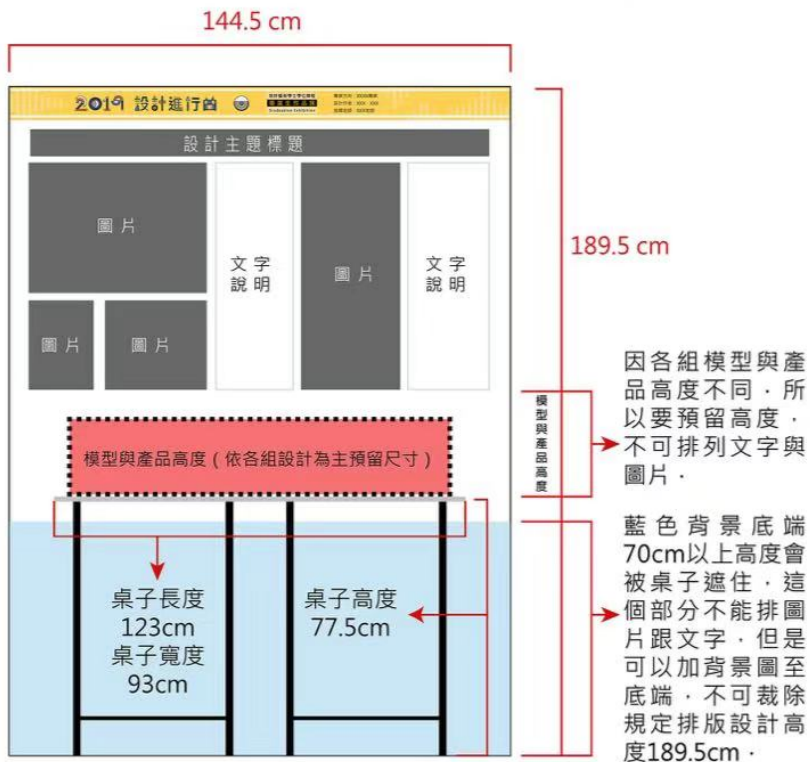 144.5 cm
2019 設計進行曲
Graduation Exhibition
設計主題標題
圖片
文字
說明
圖片
文字
說明
圖片
圖片
189.5 cm
模型與產品高度
因各組模型與產
品高度不同．所
以要預留高度．
不可排列文字與
圖片．
模型與產品高度（依各組設計為主預留尺寸）
藍色背景底端
70cm以上高度會
被桌子遮住．這
個部分不能排圖
片跟文字．但是
可以加背景圖至
底端．不可裁除
規定排版設計高
度189.5cm．
桌子長度
123cm
桌子寬度
93cm
桌子高度
77.5cm